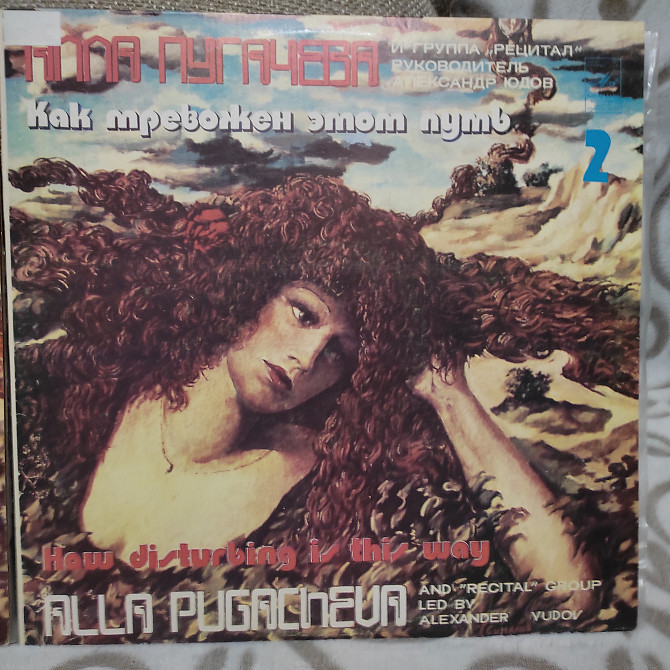 АЛЛА ПУГАЧЕВА
И ГРУППА „РЕЦИТАЛ"
РУКОВОДИТЕЛЬ
АЛЕКСАНДР ЮДОВ
Как тревожен этот путь
2
How disturbing is this way
ALLA PUGACHEVA
AND "RECITAL" GROUP
LED BY
ALEXANDER YUDOV